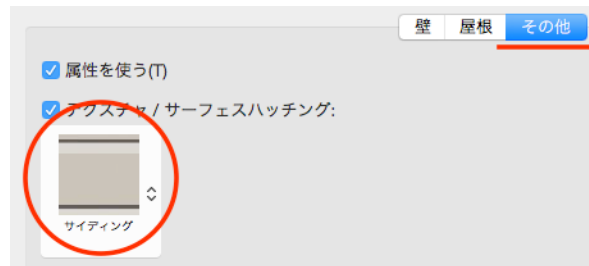 壁 屋根 その他
属性を使う(T)
テクスチャ / サーフェスハッチング:
サイディング